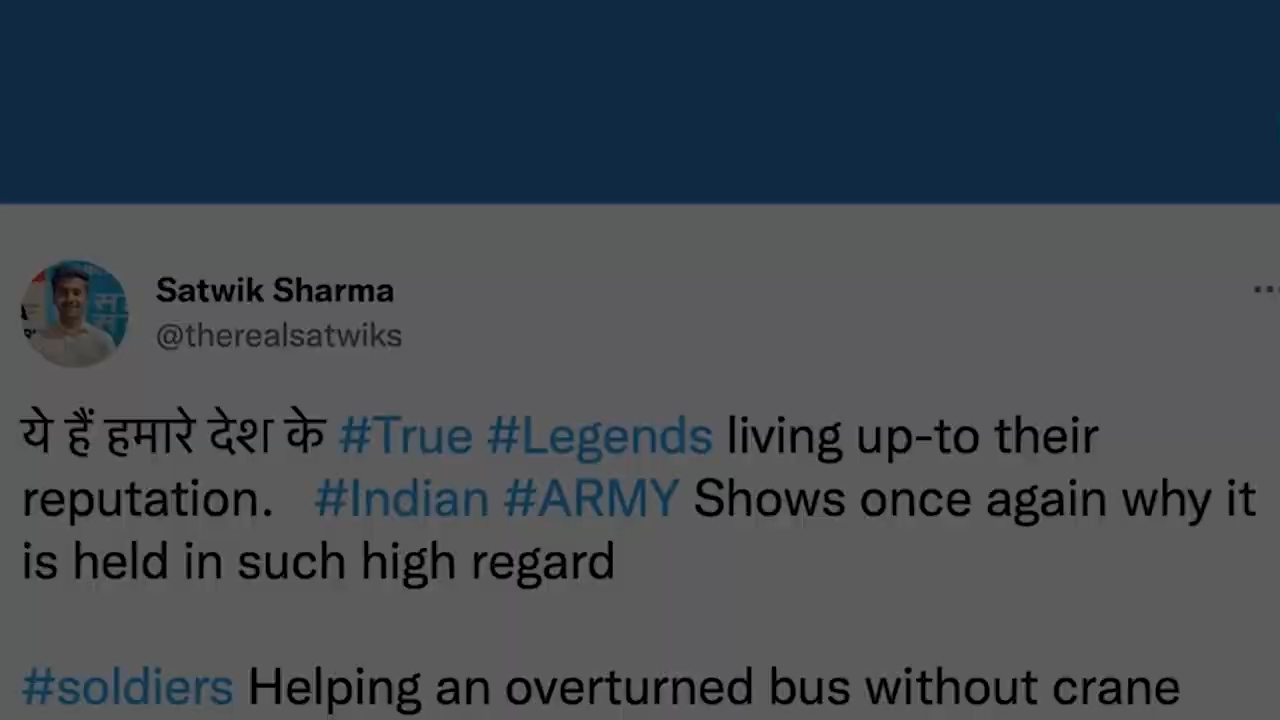 Satwik Sharma
@therealsatwiks
ये हैं हमारे देश के #True #Legends living up-to their
reputation. #Indian #ARMY Shows once again why it
is held in such high regard
#soldiers Helping an overturned bus without crane